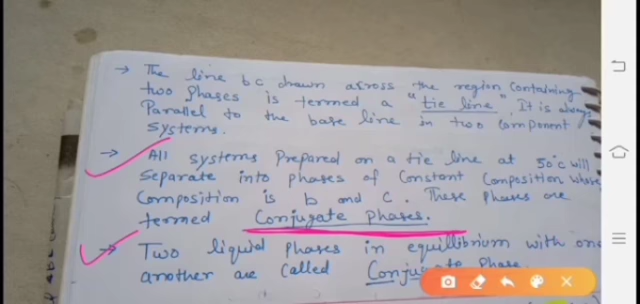 → The line bc drawn across the region containing
two phases is termed a "tie line". It is always
Parallel to the base line in two component
systems.
→ All systems Prepared on a tie line at 50°c will
Separate into phases of Constant Composition whose
Composition is b and c. These phases are
termed Conjugate phases.
→ Two liquid phases in equilibrium with one
another are called Conjugate Phase